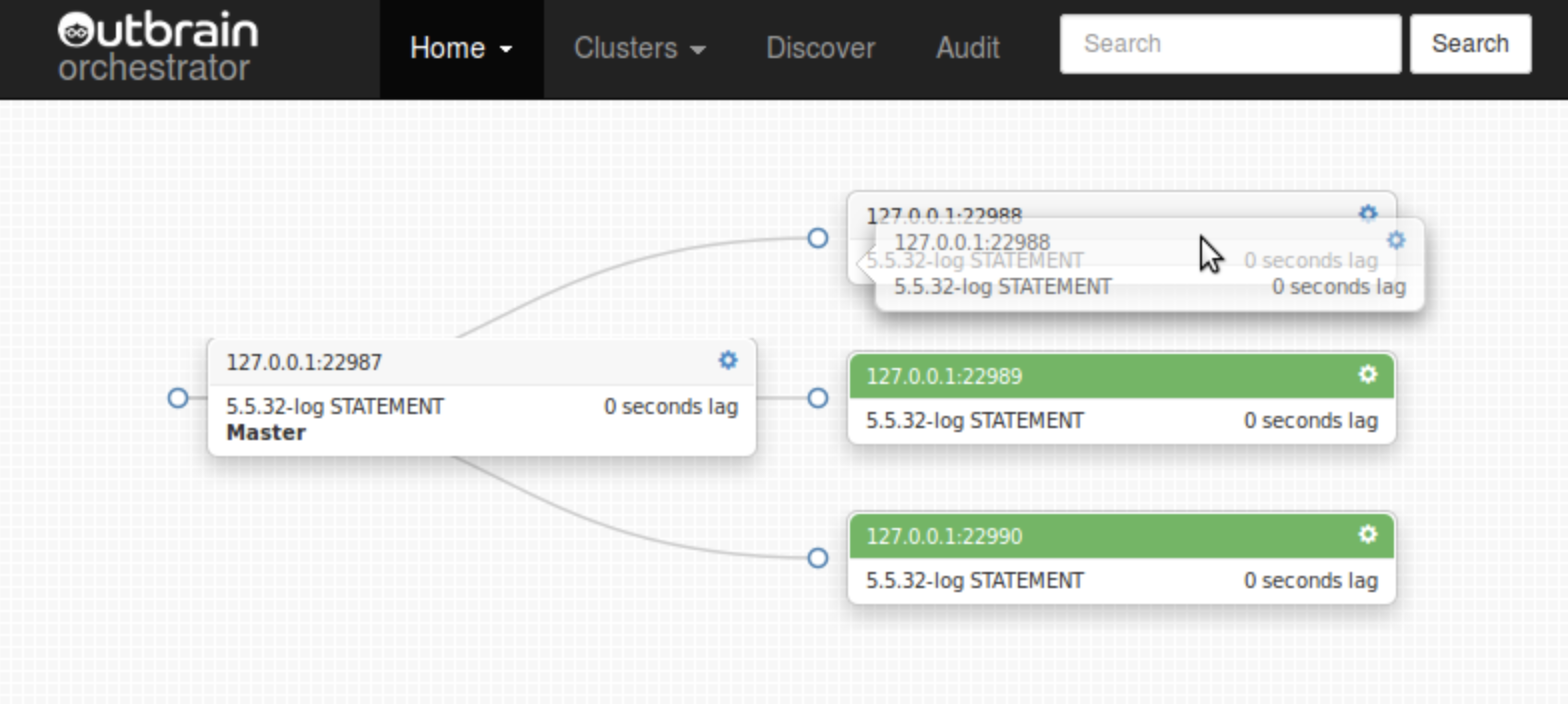 Outbrain
orchestrator
Home Clusters Discover Audit Search Search
127.0.0.1:22988
127.0.0.1:22988
5.5.32-log STATEMENT 0 seconds lag
5.5.32-log STATEMENT 0 seconds lag
127.0.0.1:22987
5.5.32-log STATEMENT 0 seconds lag
Master
127.0.0.1:22989
5.5.32-log STATEMENT 0 seconds lag
127.0.0.1:22990
5.5.32-log STATEMENT 0 seconds lag